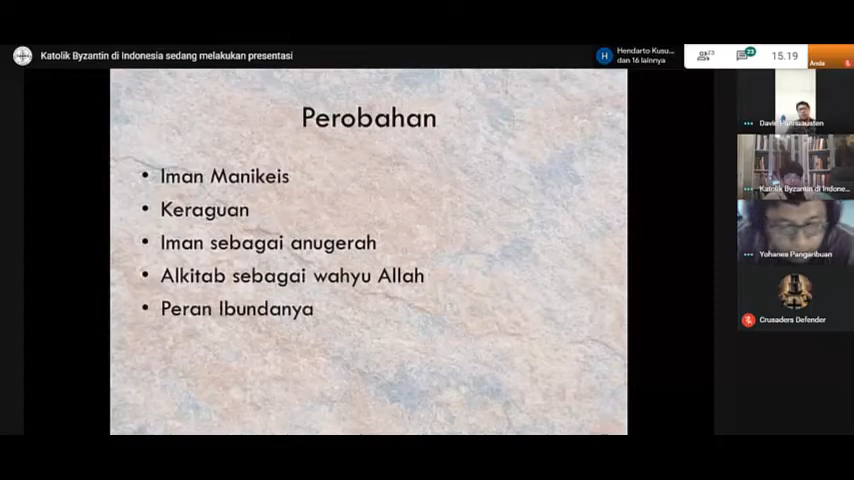 Katolik Byzantin di Indonesia sedang melakukan presentasi
H
Hendarto Kusu...
dan 16 lainnya
23
23
15.19
Anda
Perobahan
• Iman Manikeis
• Keraguan
• Iman sebagai anugerah
• Alkitab sebagai wahyu Allah
• Peran Ibundanya
Katolik Byzantin di Indone...
Yohanes Pangaribuan
Crusaders Defender